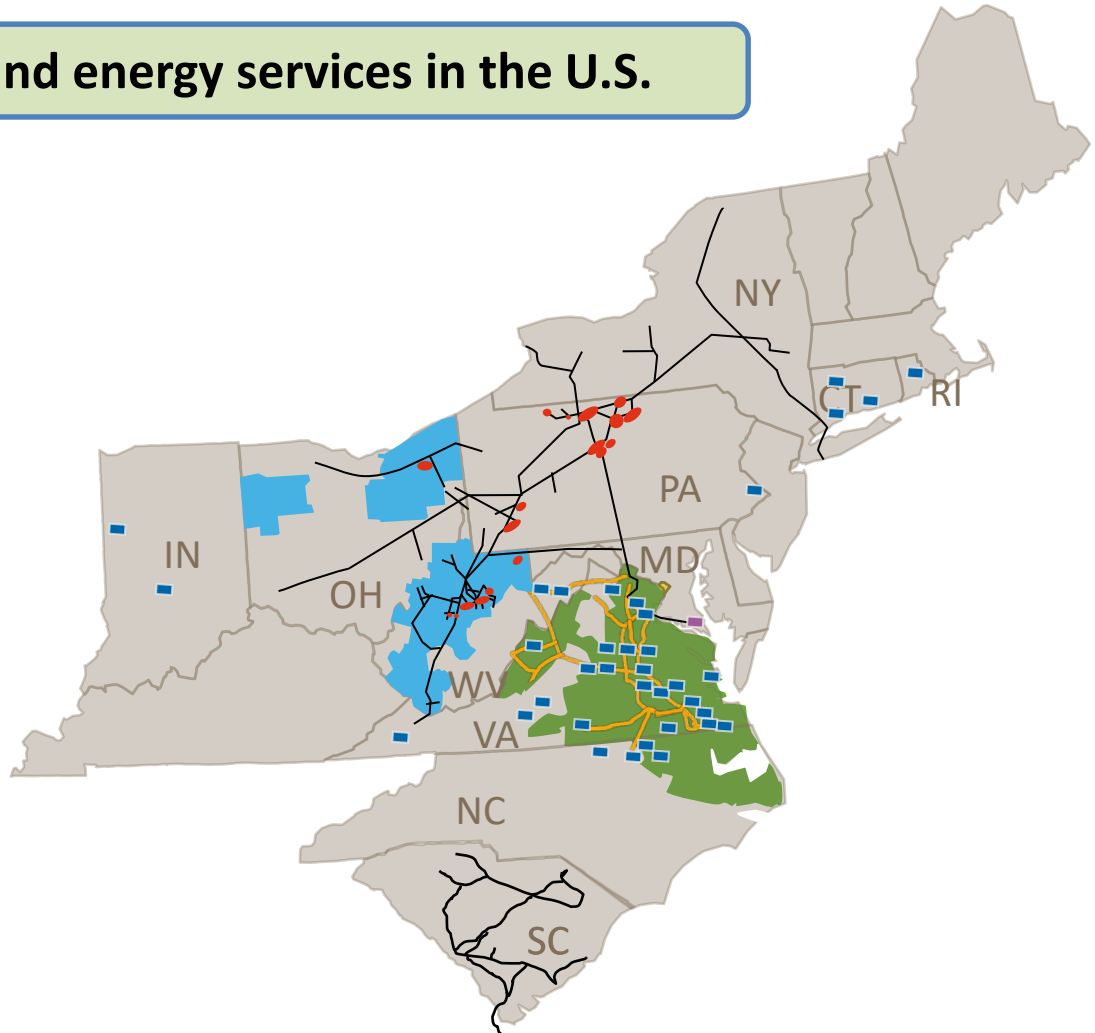 nd energy services in the U.S.
NY
CT
RI
PA
IN
MD
OH
WV
VA
NC
SC